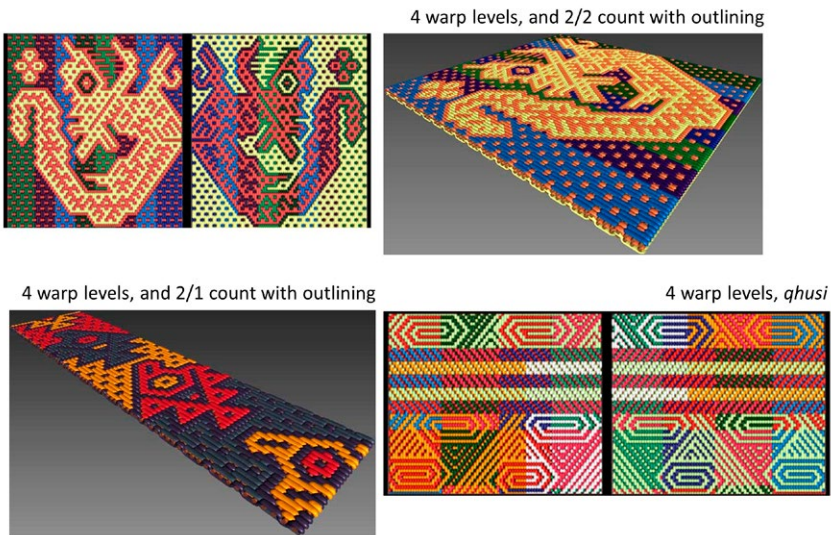 4 warp levels, and 2/2 count with outlining
4 warp levels, and 2/1 count with outlining
4 warp levels, qhusi